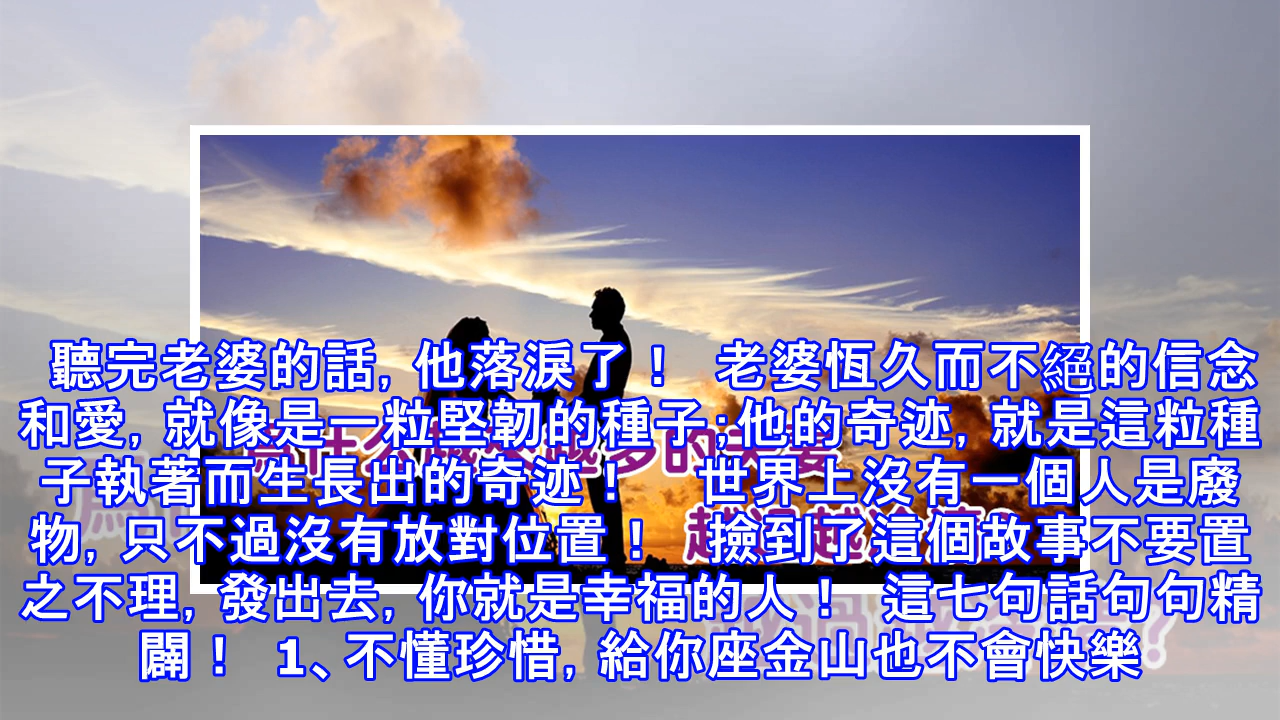 聽完老婆的話, 他落淚了！ 老婆恆久而不絕的信念
和愛, 就像是一粒堅韌的種子;他的奇迹, 就是這粒種
子執著而生長出的奇迹！ 世界上沒有一個人是廢
物, 只不過沒有放對位置！ 撿到了這個故事不要置
之不理, 發出去, 你就是幸福的人！ 這七句話句句精
闢！ 1、不懂珍惜, 給你座金山也不會快樂
的夫妻